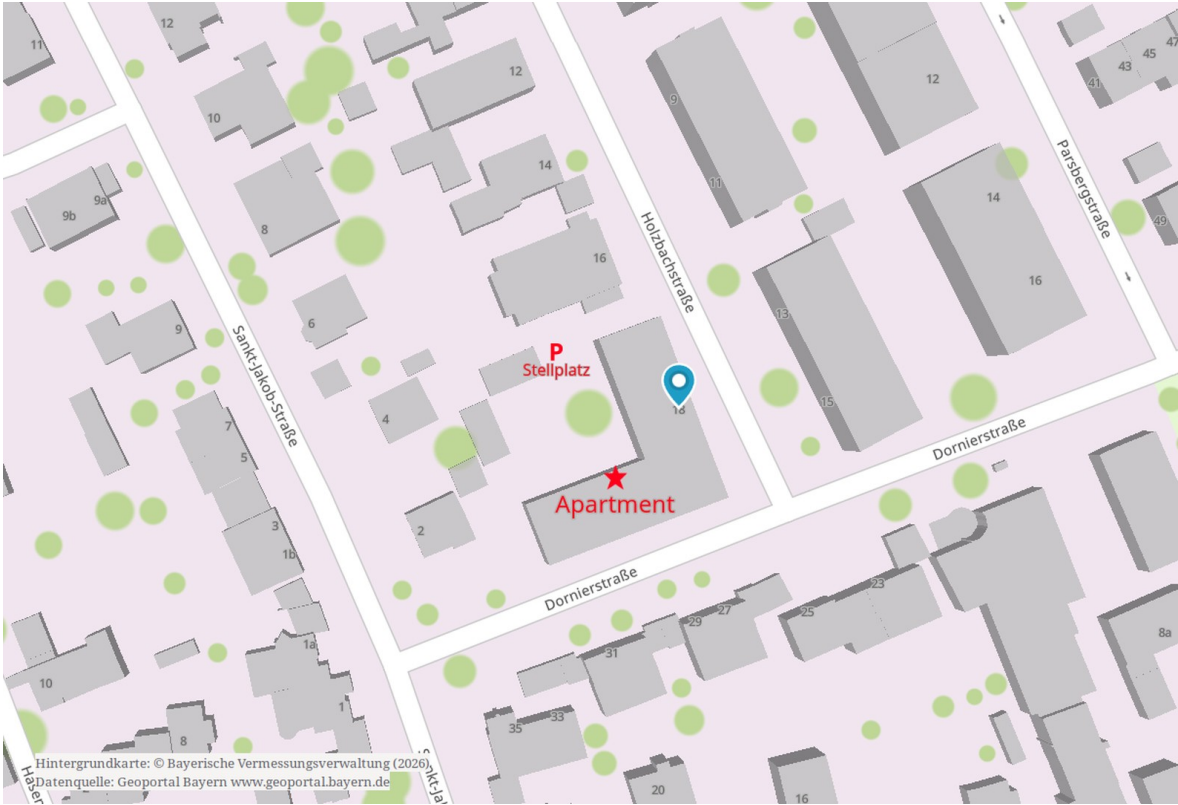 11
12
10
12
9
12
47
45
43
41
14
11
Parsbergstraße
14
49
9a
9b
8
16
Holzbachstraße
16
6
13
9
Sankt-Jakob-Straße
P
Stellplatz
15
18
4
7
5
Dornierstraße
Apartment
3
2
1b
Dornierstraße
23
25
27
29
31
8a
1a
10
1
33
35
8
20
16
Hintergrundkarte: © Bayerische Vermessungsverwaltung (2026)
Datenquelle: Geoportal Bayern www.geoportal.bayern.de